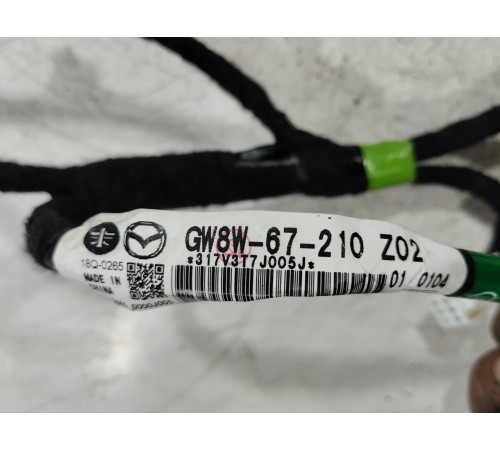 GW8W-67-210 Z02
*317V3T7J005J*
01/0104
18Q-0265
MADE IN
CHINA